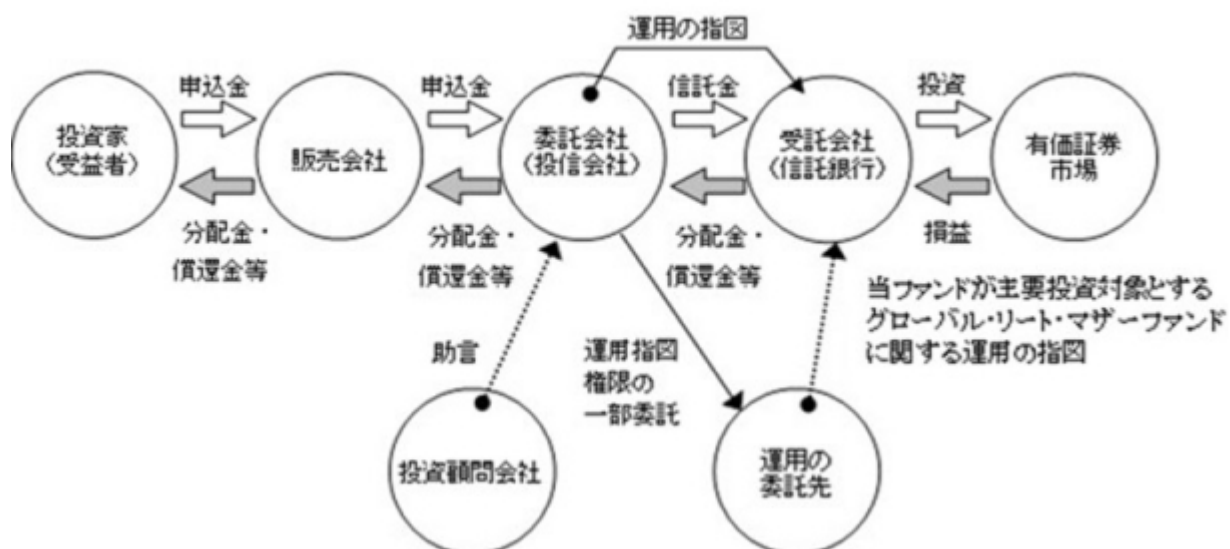 運用の指図
申込金
申込金
信託金
投資
投資家
〈受益者〉
販売会社
委託会社
〈投信会社〉
受託会社
〈信託銀行〉
有価証券
市場
分配金・
償還金等
分配金・
償還金等
分配金・
償還金等
損益
助言
運用指図
権限の
一部委託
当ファンドが主要投資対象とする
グローバル・リート・マザーファンド
に関する運用の指図
投資顧問会社
運用の
委託先